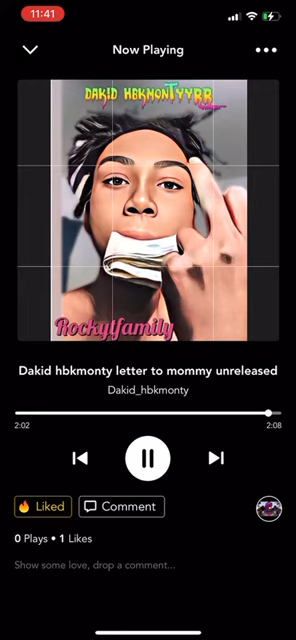 11:41
Now Playing
DAKID HBKMONTYYRR
Rockytfamily
Dakid hbkmonty letter to mommy unreleased
Dakid_hbkmonty
2:02
2:08
Liked
Comment
0 Plays • 1 Likes
Show some love, drop a comment...